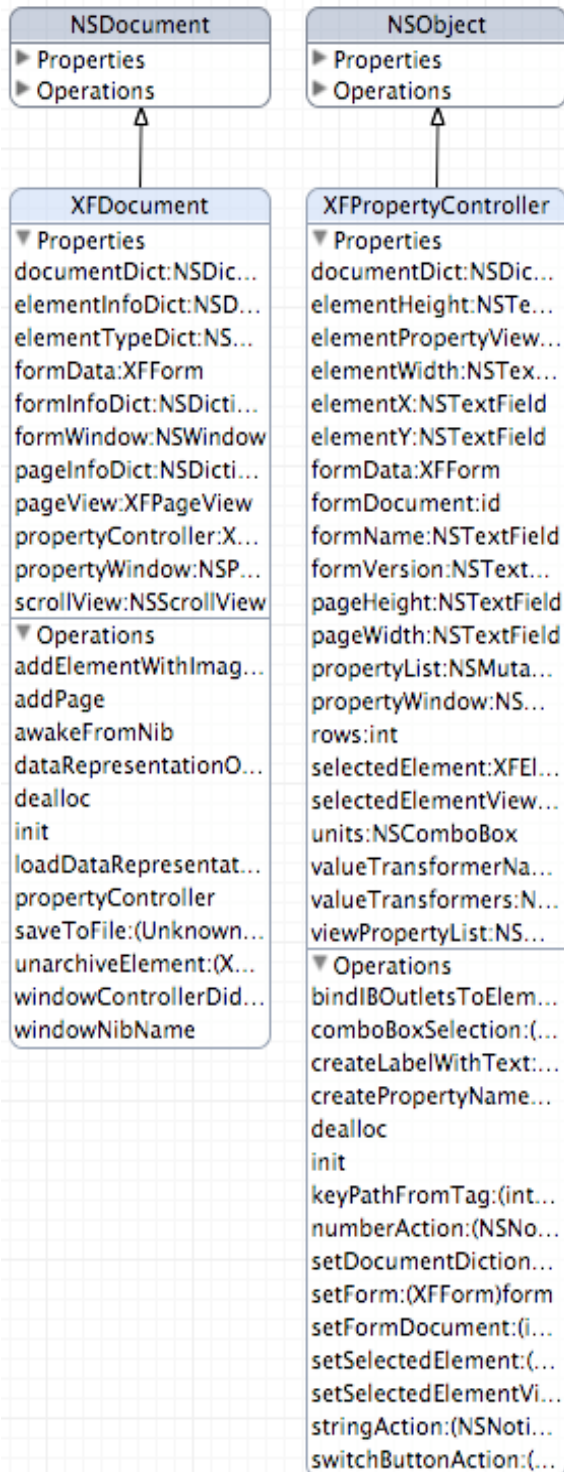 NSDocument
Properties
Operations
XFDocument
Properties
documentDict:NSDic...
elementInfoDict:NSD...
elementTypeDict:NS...
formData:XFForm
formInfoDict:NSDicti...
formWindow:NSWindow
pageInfoDict:NSDicti...
pageView:XFPageView
propertyController:X...
propertyWindow:NSP...
scrollView:NSScrollView
Operations
addElementWithImag...
addPage
awakeFromNib
dataRepresentationO...
dealloc
init
loadDataRepresentat...
propertyController
saveToFile:(Unknown...
unarchiveElement:(X...
windowControllerDid...
windowNibName
NSObject
Properties
Operations
XFPropertyController
Properties
documentDict:NSDic...
elementHeight:NSTe...
elementPropertyView...
elementWidth:NSTex...
elementX:NSTextField
elementY:NSTextField
formData:XFForm
formDocument:id
formName:NSTextField
formVersion:NSText...
pageHeight:NSTextField
pageWidth:NSTextField
propertyList:NSMuta...
propertyWindow:NS...
rows:int
selectedElement:XFEl...
selectedElementView...
units:NSComboBox
valueTransformerNa...
valueTransformers:N...
viewPropertyList:NS...
Operations
bindIBOutletsToElem...
comboBoxSelection:(...
createLabelWithText:...
createPropertyName...
dealloc
init
keyPathFromTag:(int...
numberAction:(NSNo...
setDocumentDiction...
setForm:(XFForm)form
setFormDocument:(i...
setSelectedElement:(...
setSelectedElementVi...
stringAction:(NSNoti...
switchButtonAction:(...